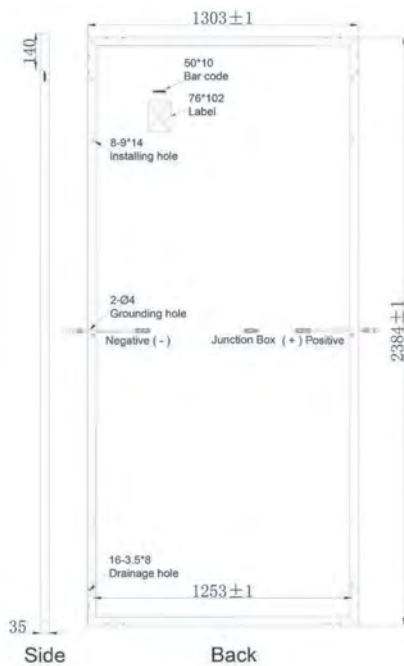 1303±1
140
50*10
Bar code
76*102
Label
8-9*14
Installing hole
2-Ø4
Grounding hole
Negative ( - )
Junction Box ( + ) Positive
2384±1
16-3.5*8
Drainage hole
1253±1
35
Side
Back